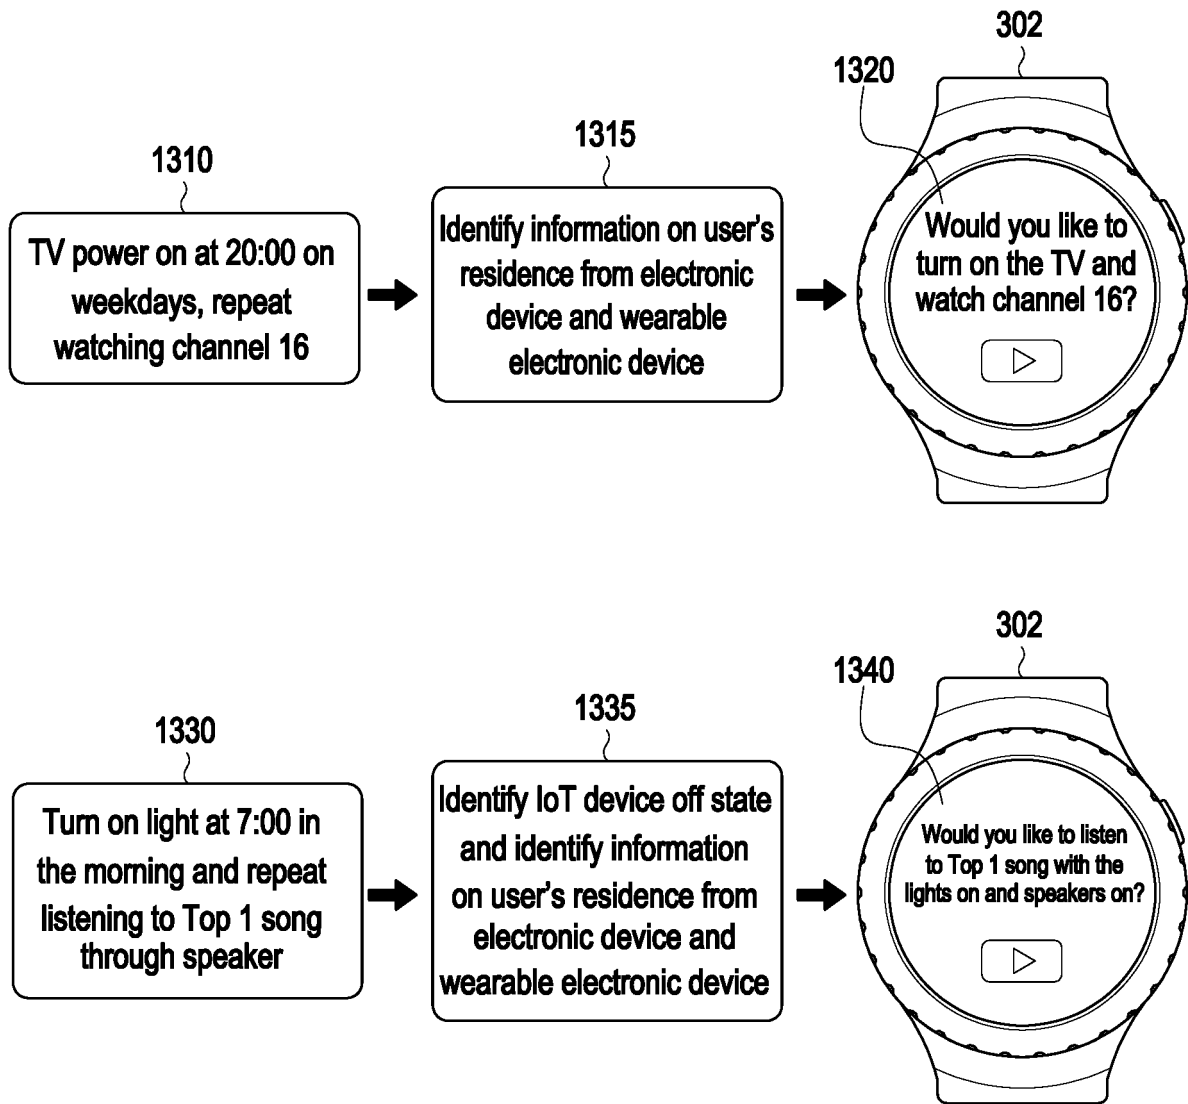 302
1320
1310
1315
TV power on at 20:00 on
weekdays, repeat
watching channel 16
Identify information on user's
residence from electronic
device and wearable
electronic device
Would you like to
turn on the TV and
watch channel 16?
302
1340
1330
1335
Turn on light at 7:00 in
the morning and repeat
listening to Top 1 song
through speaker
Identify IoT device off state
and identify information
on user's residence from
electronic device and
wearable electronic device
Would you like to listen
to Top 1 song with the
lights on and speakers on?